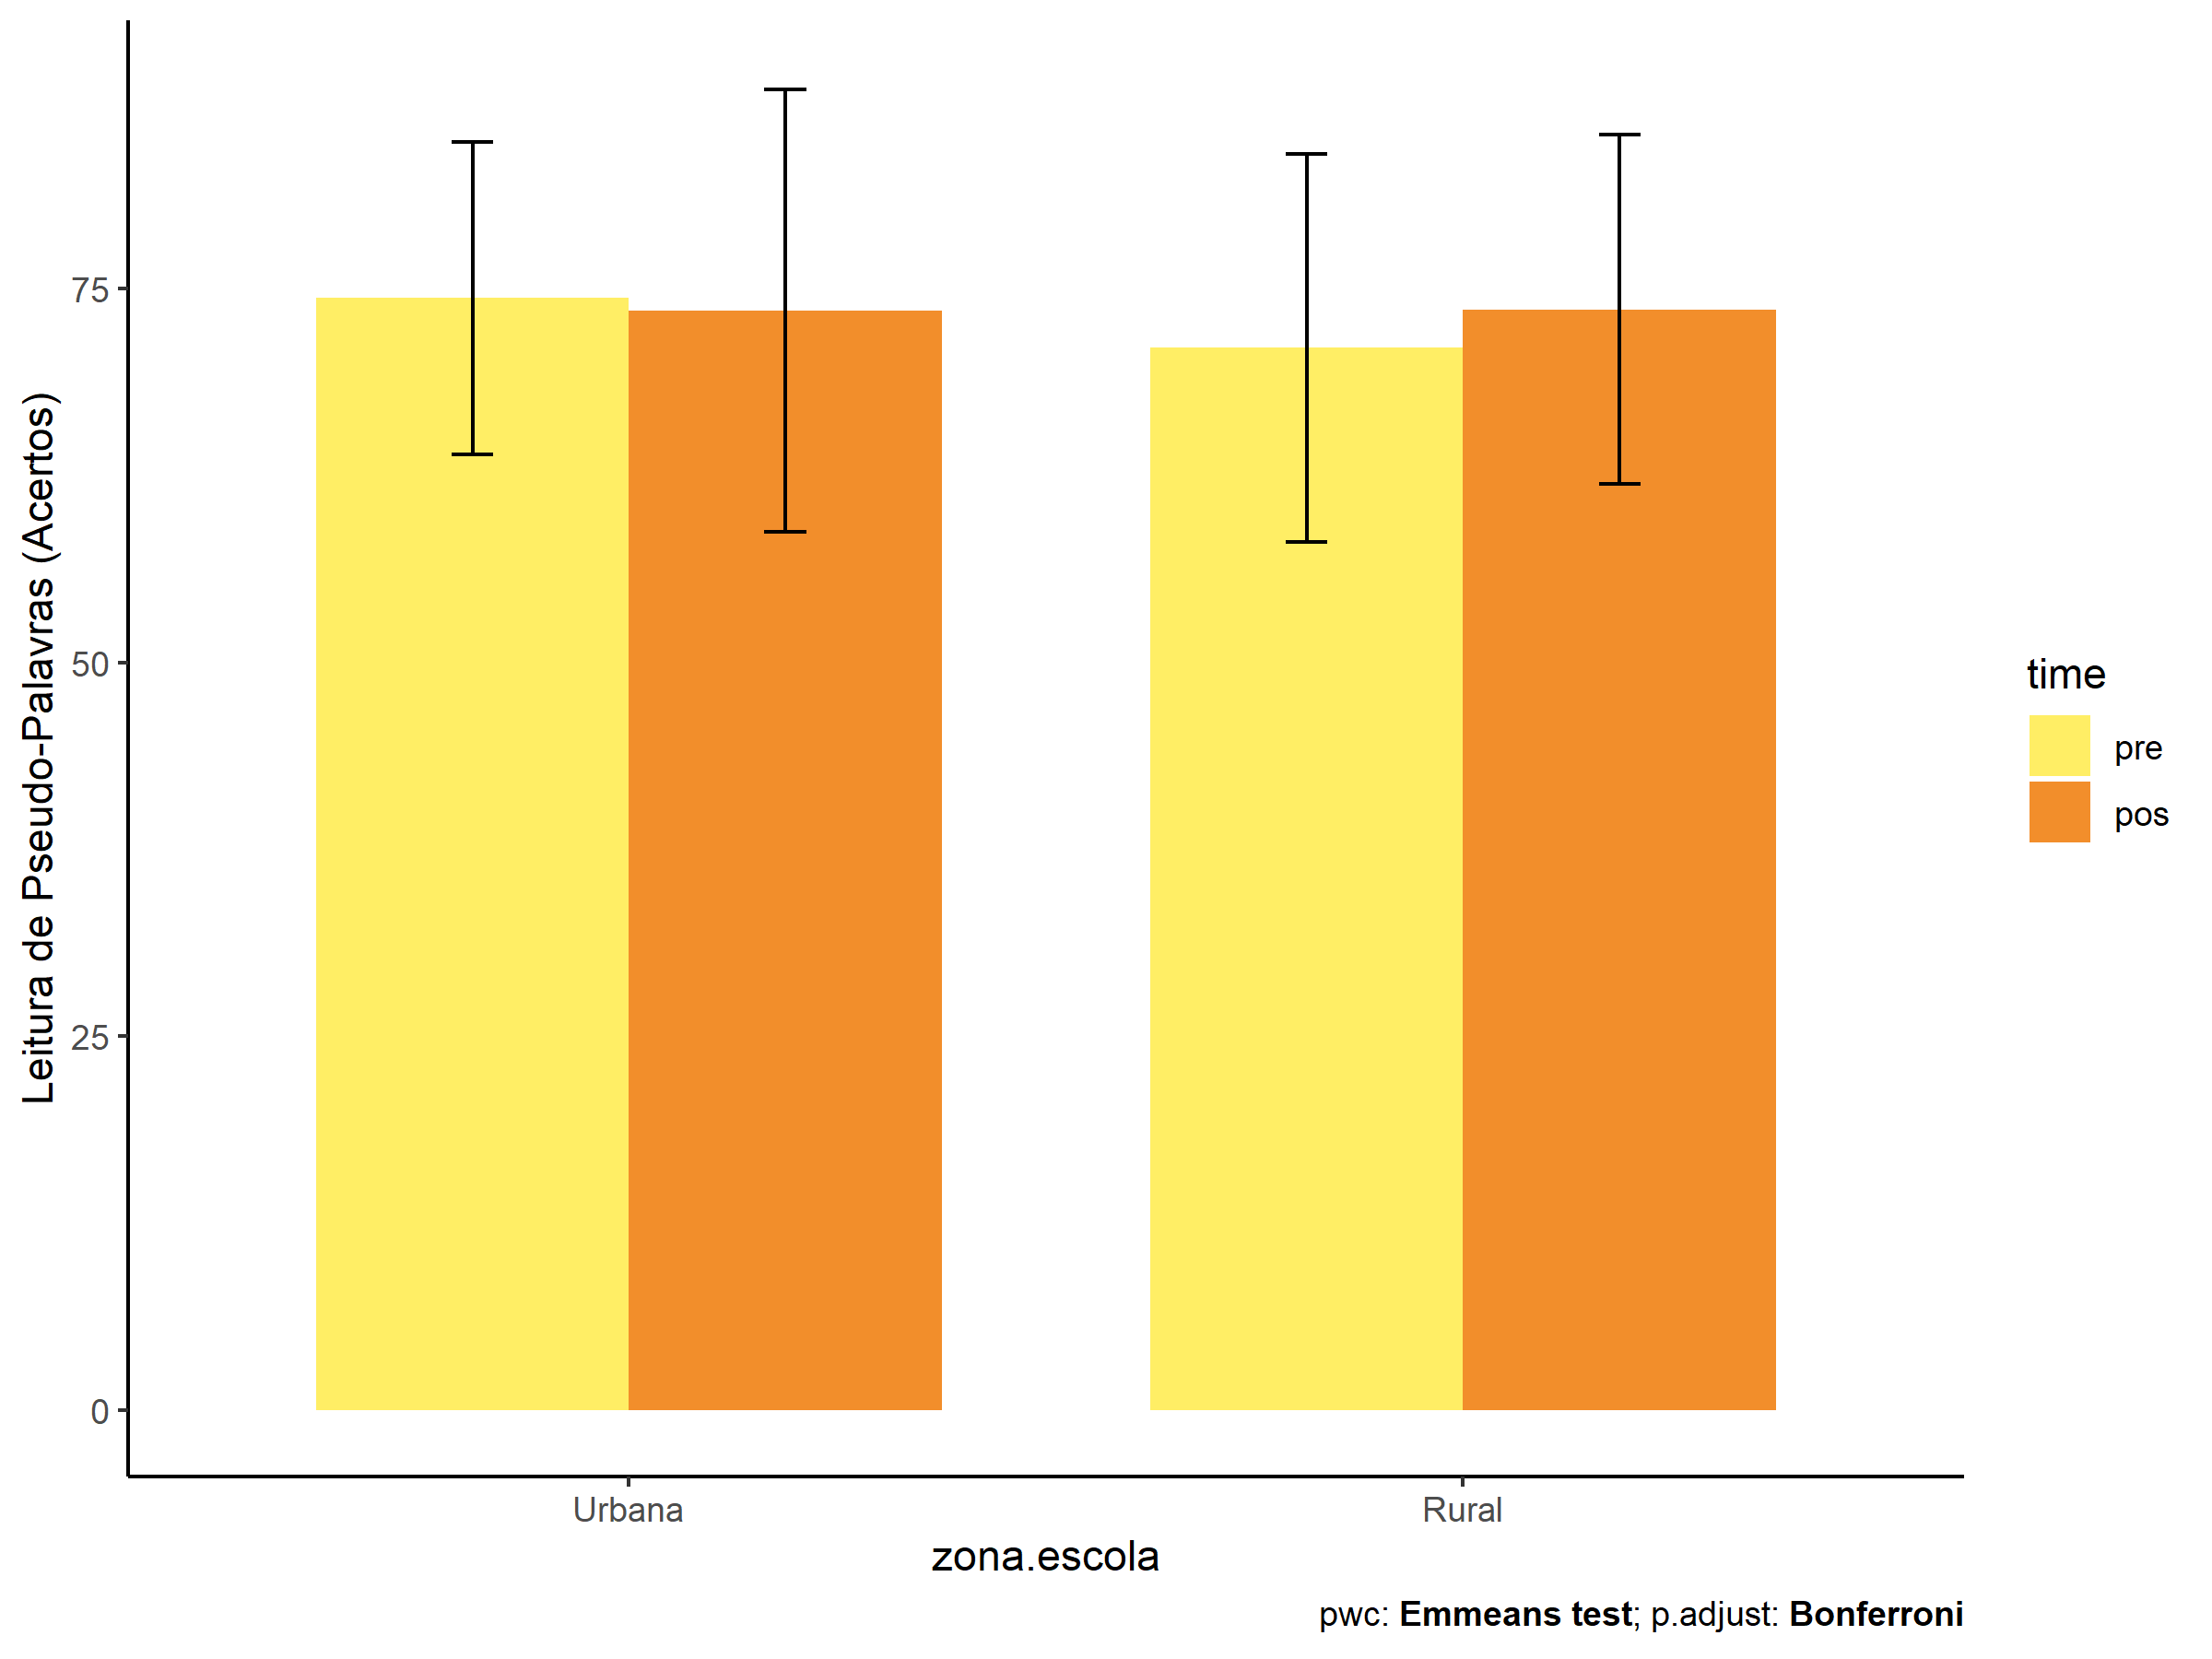 Leitura de Pseudo-Palavras (Acertos)
75
50
25
0
Urbana
Rural
zona.escola
time
pre
pos
pwc: Emmeans test; p.adjust: Bonferroni